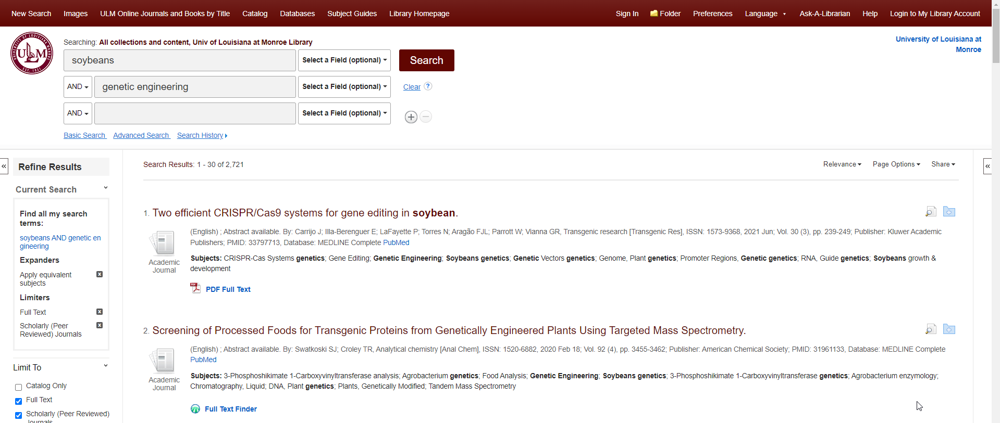 New Search Images ULM Online Journals and Books by Title Catalog Databases Subject Guides Library Homepage Sign In Folder Preferences Language Ask-A-Librarian Help Login to My Library Account
UNIVERSITY OF LOUISIANA MONROE
ULM
EST. 1931
Searching: All collections and content, Univ of Louisiana at Monroe Library
University of Louisiana at
Monroe
soybeans Select a Field (optional) Search
AND genetic engineering Select a Field (optional) Clear ?
AND Select a Field (optional)
Basic Search Advanced Search Search History
« Refine Results
Current Search
Find all my search
terms:
soybeans AND genetic en
gineering
Expanders
Apply equivalent
subjects
Limiters
Full Text
Scholarly (Peer
Reviewed) Journals
Limit To
Catalog Only
Full Text
Scholarly (Peer Reviewed)
Journals
Search Results: 1 - 30 of 2,721 Relevance Page Options Share «
1. Two efficient CRISPR/Cas9 systems for gene editing in soybean.
Academic
Journal
(English) ; Abstract available. By: Carrijo J; Illa-Berenguer E; LaFayette P; Torres N; Aragão FJL; Parrott W; Vianna GR, Transgenic research [Transgenic Res], ISSN: 1573-9368, 2021 Jun; Vol. 30 (3), pp. 239-249; Publisher: Kluwer Academic
Publishers; PMID: 33797713, Database: MEDLINE Complete PubMed
Subjects: CRISPR-Cas Systems genetics; Gene Editing; Genetic Engineering; Soybeans genetics; Genetic Vectors genetics; Genome, Plant genetics; Promoter Regions, Genetic genetics; RNA, Guide genetics; Soybeans growth &
development
PDF PDF Full Text
2. Screening of Processed Foods for Transgenic Proteins from Genetically Engineered Plants Using Targeted Mass Spectrometry.
Academic
Journal
(English) ; Abstract available. By: Swatkoski SJ; Croley TR, Analytical chemistry [Anal Chem], ISSN: 1520-6882, 2020 Feb 18; Vol. 92 (4), pp. 3455-3462; Publisher: American Chemical Society; PMID: 31961133, Database: MEDLINE Complete
PubMed
Subjects: 3-Phosphoshikimate 1-Carboxyvinyltransferase analysis; Agrobacterium genetics; Food Analysis; Genetic Engineering; Soybeans genetics; 3-Phosphoshikimate 1-Carboxyvinyltransferase genetics; Agrobacterium enzymology;
Chromatography, Liquid; DNA, Plant genetics; Plants, Genetically Modified; Tandem Mass Spectrometry
Full Text Finder